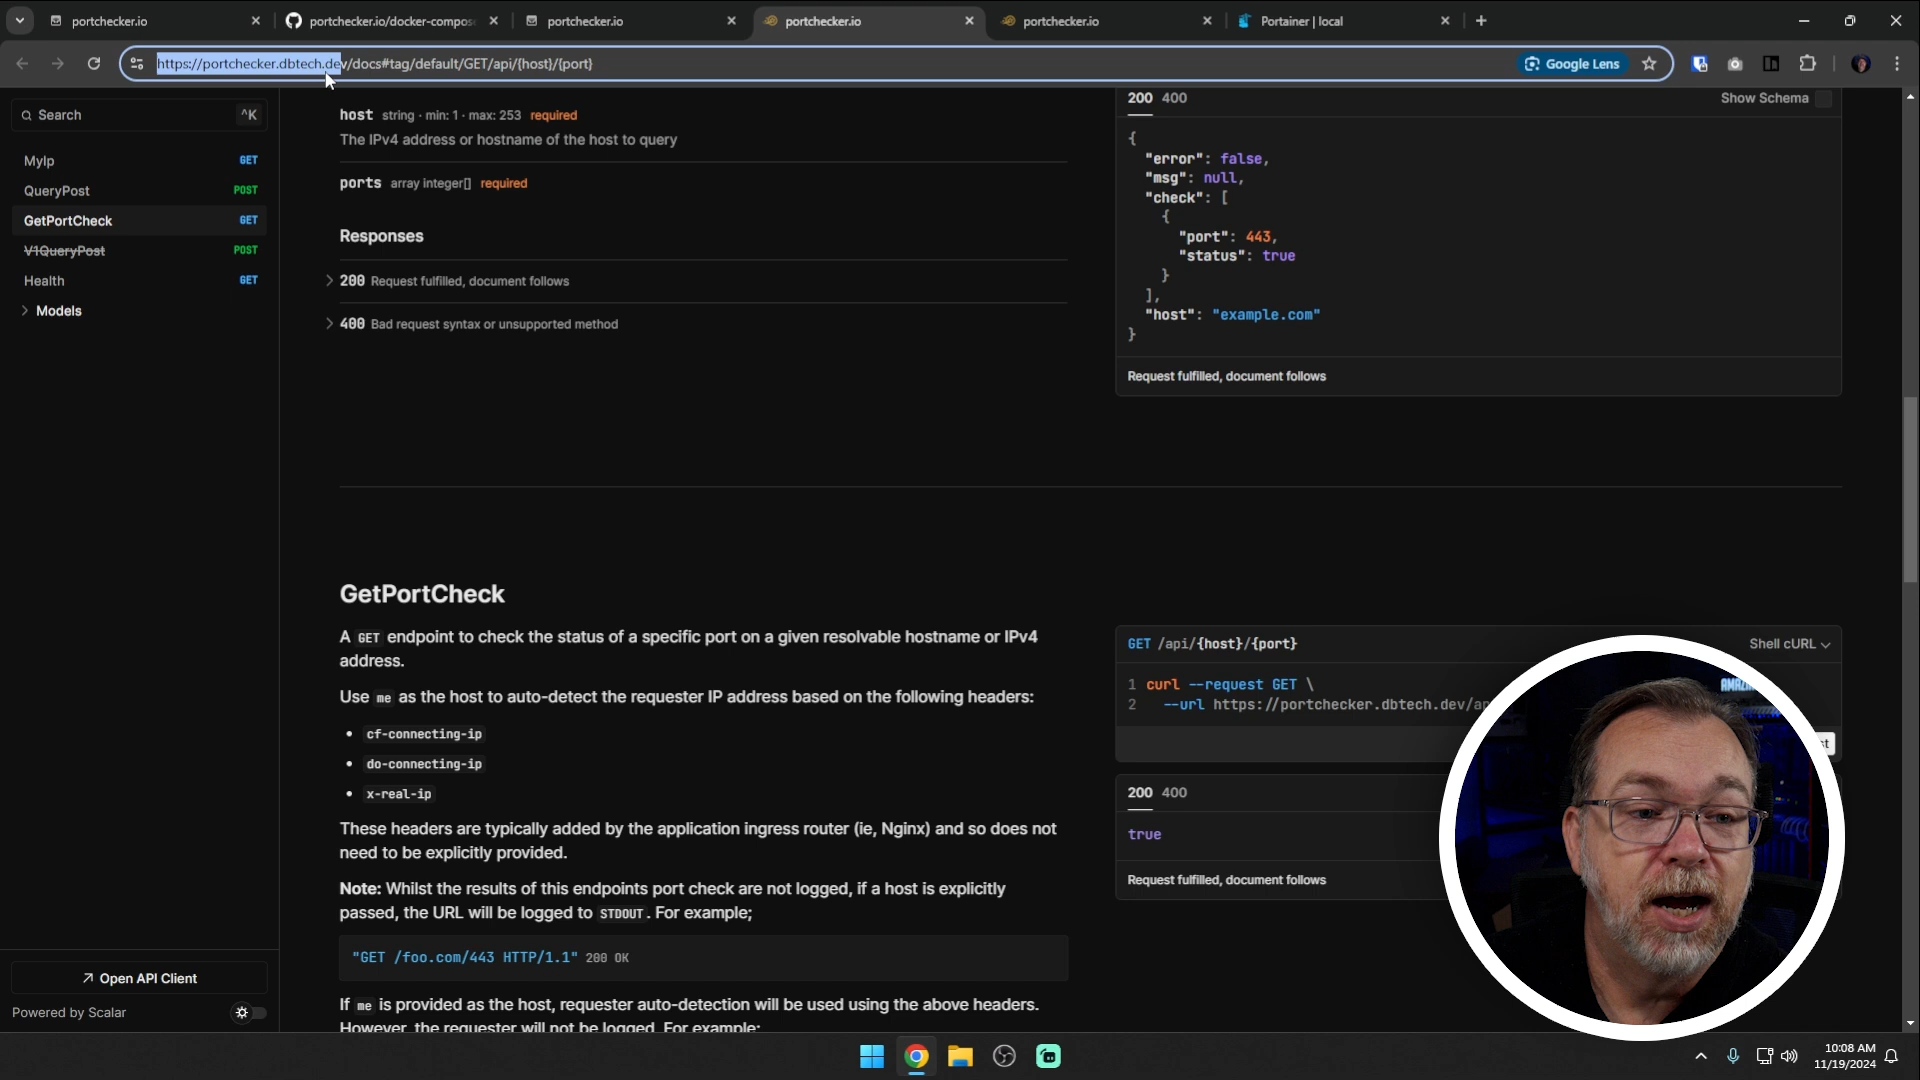 portchecker.io
portchecker.io/docker-compos
portchecker.io
portchecker.io
portchecker.io
Portainer | local
https://portchecker.dbtech.dev/docs#tag/default/GET/api/{host}/{port}
Google Lens
Search
^K
MyIp GET
QueryPost POST
GetPortCheck GET
V1QueryPost POST
Health GET
Models
Open API Client
Powered by Scalar
host string · min: 1 · max: 253 required
The IPv4 address or hostname of the host to query
ports array integer[] required
Responses
200 Request fulfilled, document follows
400 Bad request syntax or unsupported method
200 400
Show Schema
{
"error": false,
"msg": null,
"check": [
{
"port": 443,
"status": true
}
],
"host": "example.com"
}
Request fulfilled, document follows
GetPortCheck
A GET endpoint to check the status of a specific port on a given resolvable hostname or IPv4
address.
Use me as the host to auto-detect the requester IP address based on the following headers:
• cf-connecting-ip
• do-connecting-ip
• x-real-ip
These headers are typically added by the application ingress router (ie, Nginx) and so does not
need to be explicitly provided.
Note: Whilst the results of this endpoints port check are not logged, if a host is explicitly
passed, the URL will be logged to STDOUT. For example;
"GET /foo.com/443 HTTP/1.1" 200 OK
If me is provided as the host, requester auto-detection will be used using the above headers.
However, the requester will not be logged. For example;
GET /api/{host}/{port}
Shell cURL
1 curl --request GET \
2 --url https://portchecker.dbtech.dev/ap
200 400
true
Request fulfilled, document follows
10:08 AM
11/19/2024